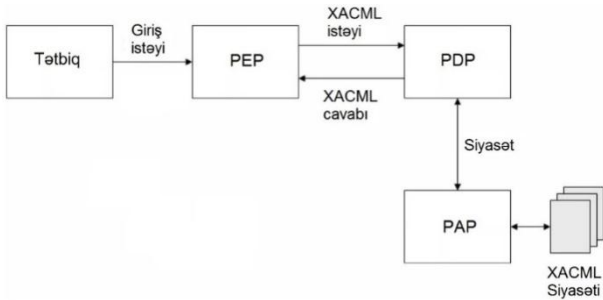 Tətbiq
Giriş
istəyi
PEP
XACML
istəyi
XACML
cavabı
PDP
Siyasət
PAP
XACML
Siyasəti